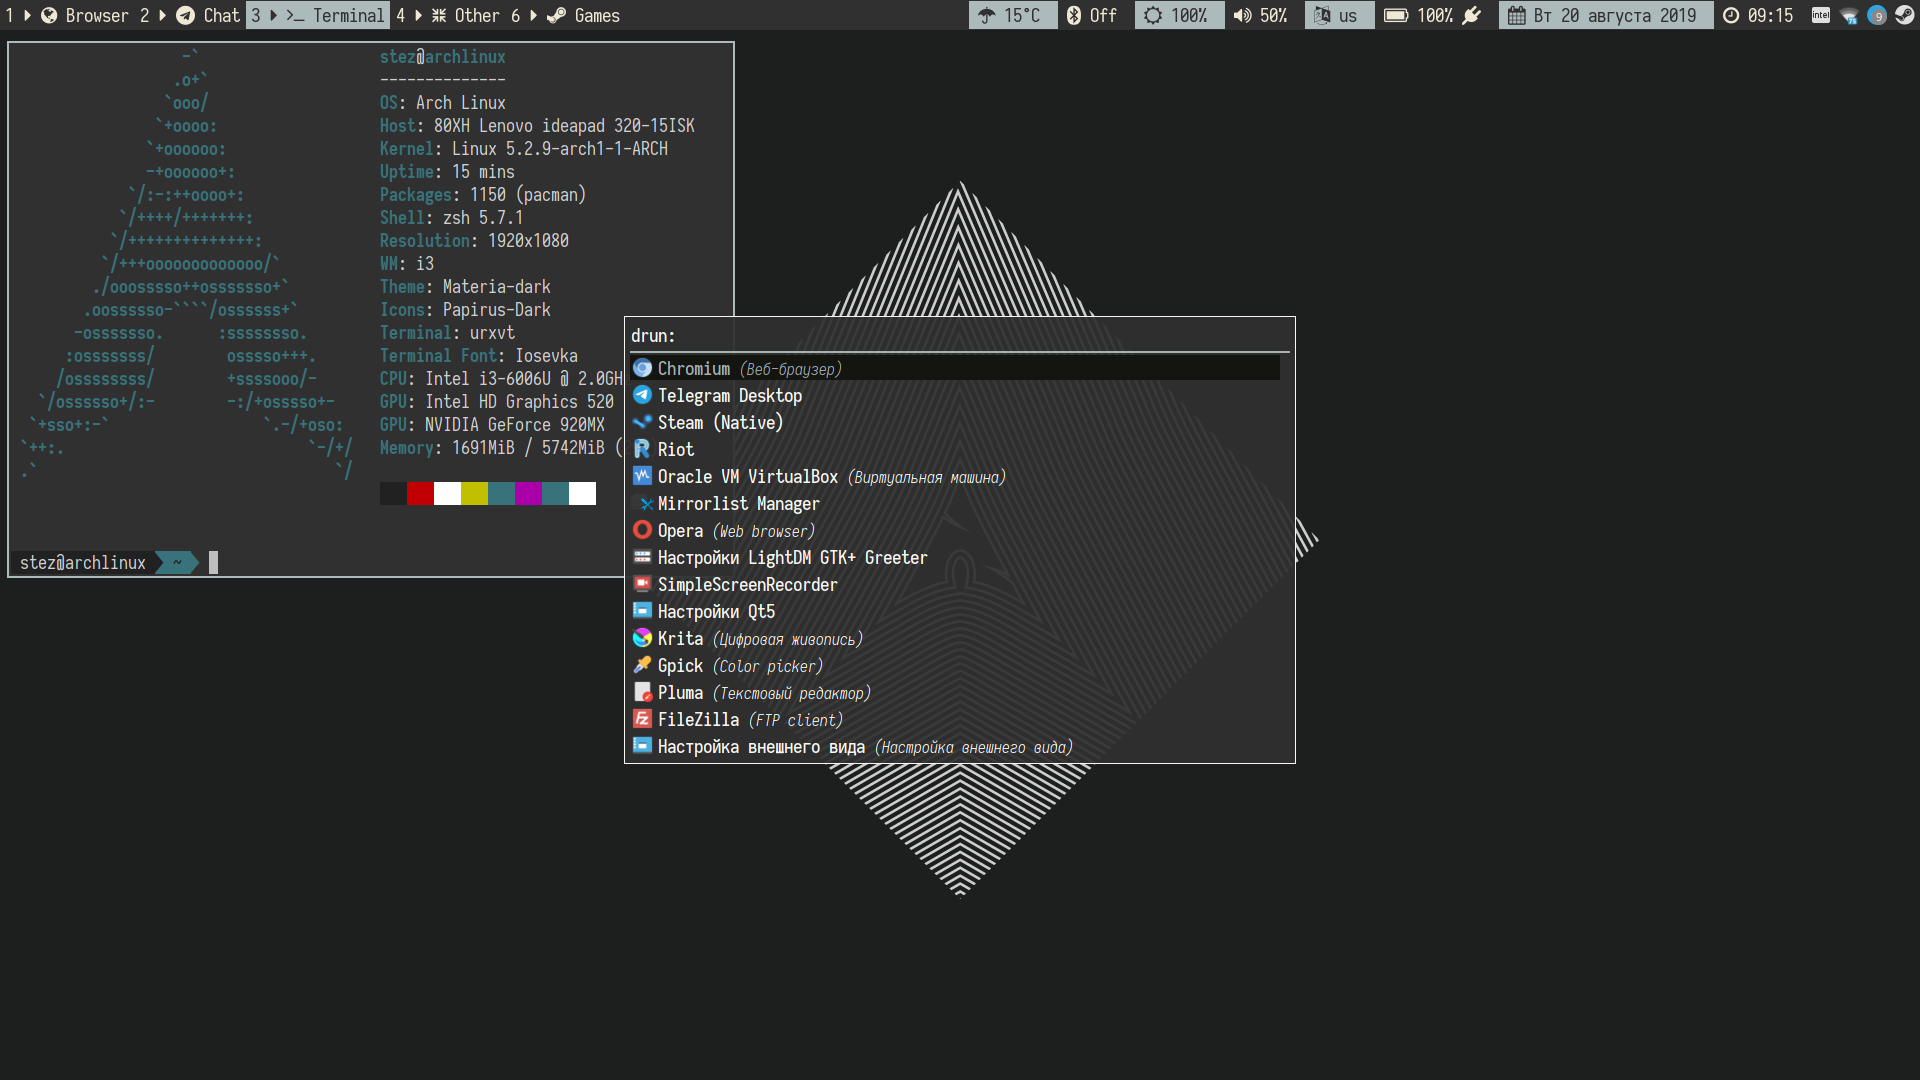 1 Browser 2 Chat 3 >_ Terminal 4 Other 6 Games 15°C Off 100% 50% us 100% Вт 20 августа 2019 09:15 intel 75 9
stez@archlinux
--------------
OS: Arch Linux
Host: 80XH Lenovo ideapad 320-15ISK
Kernel: Linux 5.2.9-arch1-1-ARCH
Uptime: 15 mins
Packages: 1150 (pacman)
Shell: zsh 5.7.1
Resolution: 1920x1080
WM: i3
Theme: Materia-dark
Icons: Papirus-Dark
Terminal: urxvt
Terminal Font: Iosevka
CPU: Intel i3-6006U @ 2.0GH
GPU: Intel HD Graphics 520
GPU: NVIDIA GeForce 920MX
Memory: 1691MiB / 5742MiB (
stez@archlinux ~
drun:
Chromium (Веб-браузер)
Telegram Desktop
Steam (Native)
Riot
Oracle VM VirtualBox (Виртуальная машина)
Mirrorlist Manager
Opera (Web browser)
Настройки LightDM GTK+ Greeter
SimpleScreenRecorder
Настройки Qt5
Krita (Цифровая живопись)
Gpick (Color picker)
Pluma (Текстовый редактор)
FileZilla (FTP client)
Настройка внешнего вида (Настройка внешнего вида)